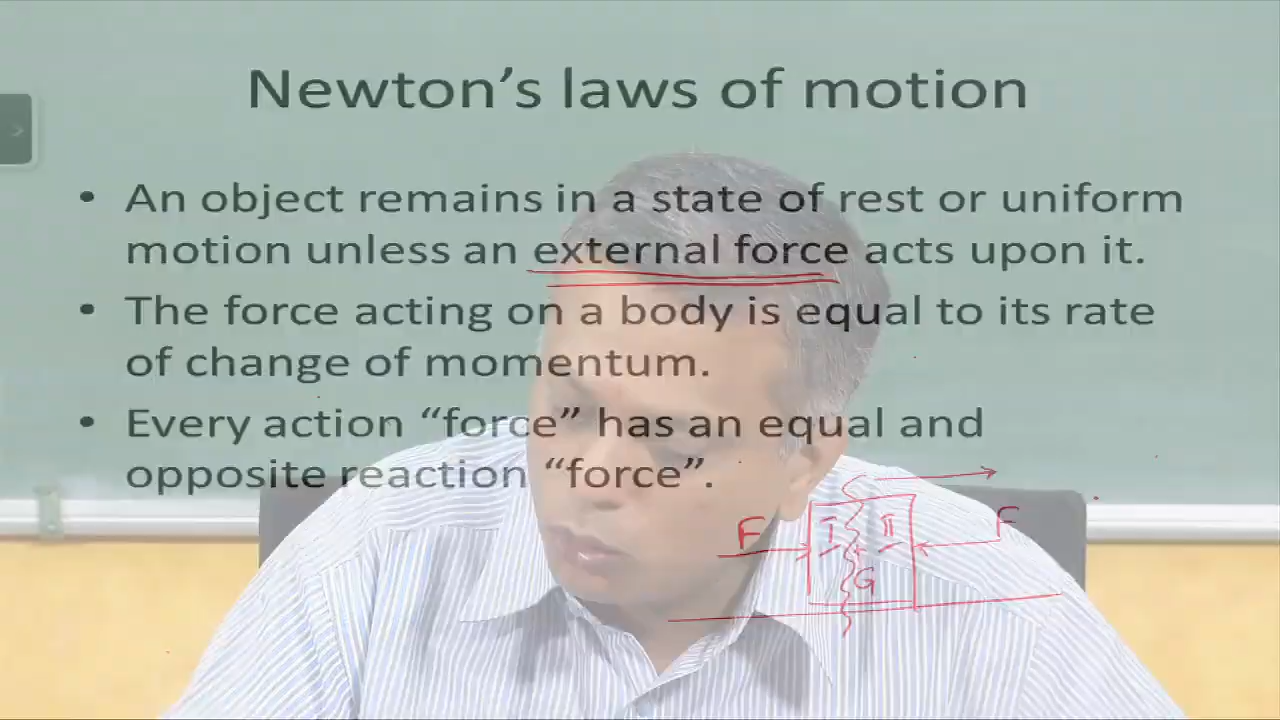 Newton's laws of motion
• An object remains in a state of rest or uniform
motion unless an external force acts upon it.
• The force acting on a body is equal to its rate
of change of momentum.
• Every action “force” has an equal and
opposite reaction “force”.
F I II F
G